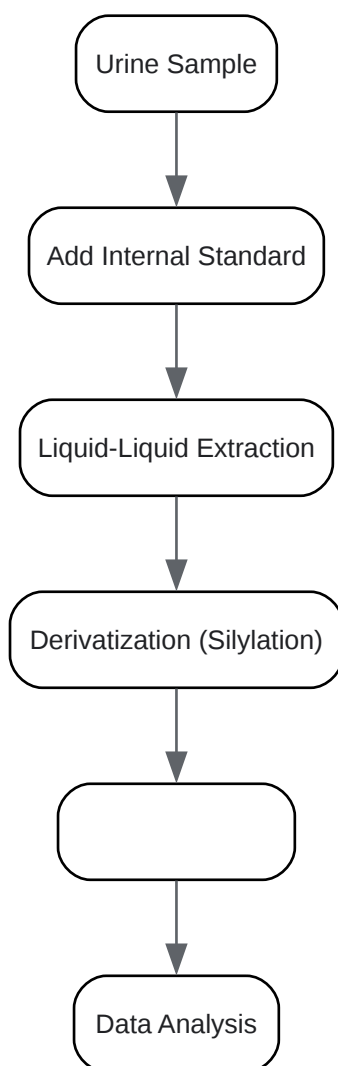 Urine Sample
Add Internal Standard
Liquid-Liquid Extraction
Derivatization (Silylation)
Data Analysis